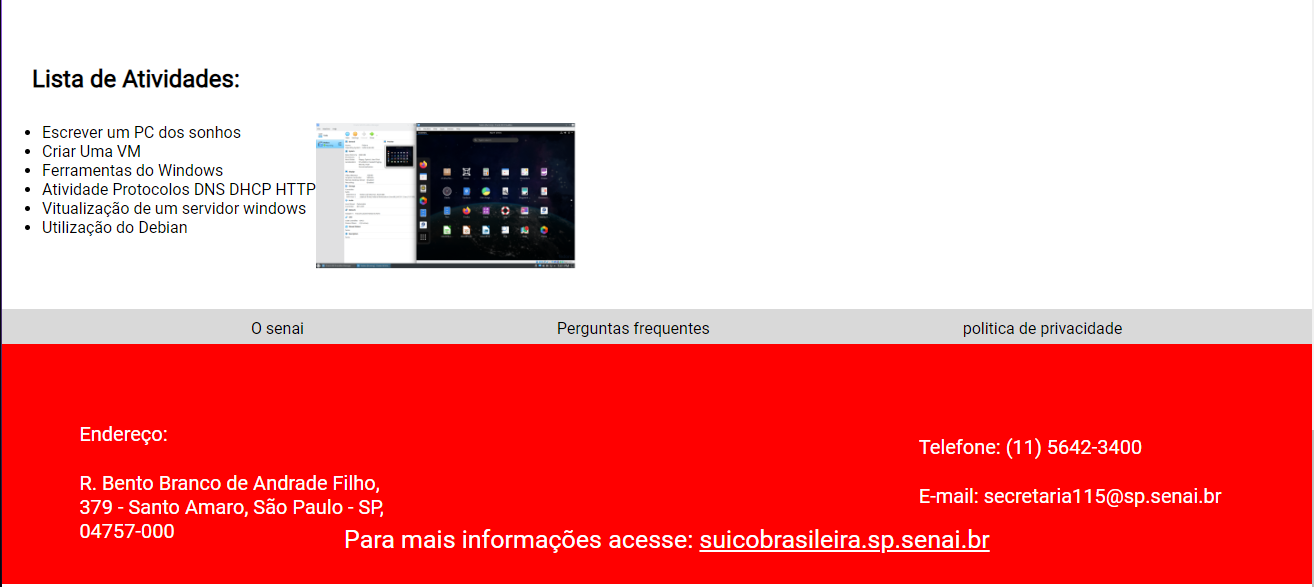 Lista de Atividades:
Escrever um PC dos sonhos
Criar Uma VM
Ferramentas do Windows
Atividade Protocolos DNS DHCP HTTP
Vitualização de um servidor windows
Utilização do Debian
O senai
Perguntas frequentes
politica de privacidade
Endereço:
R. Bento Branco de Andrade Filho,
379 - Santo Amaro, São Paulo - SP,
04757-000
Telefone: (11) 5642-3400
E-mail: secretaria115@sp.senai.br
Para mais informações acesse: suicobrasileira.sp.senai.br